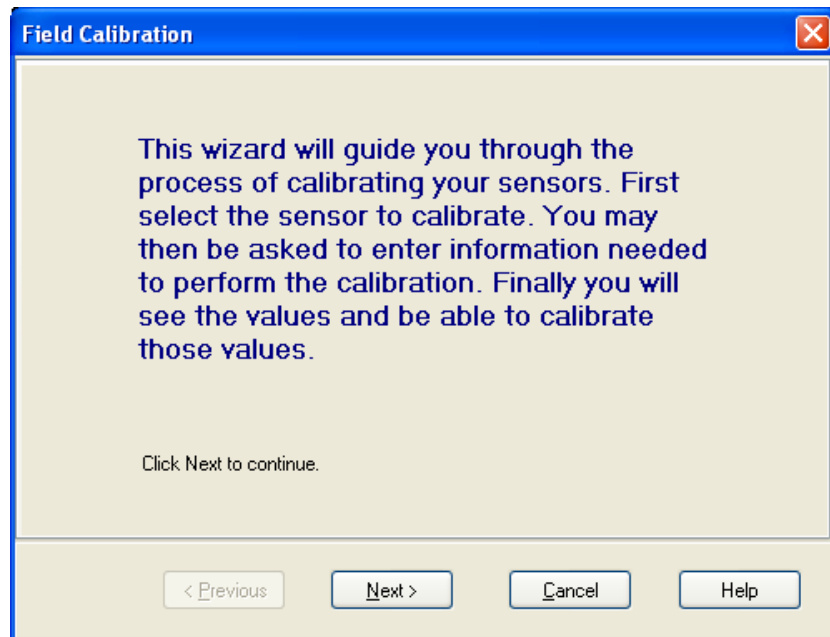 Field Calibration
This wizard will guide you through the
process of calibrating your sensors. First
select the sensor to calibrate. You may
then be asked to enter information needed
to perform the calibration. Finally you will
see the values and be able to calibrate
those values.
Click Next to continue.
< Previous Next > Cancel Help